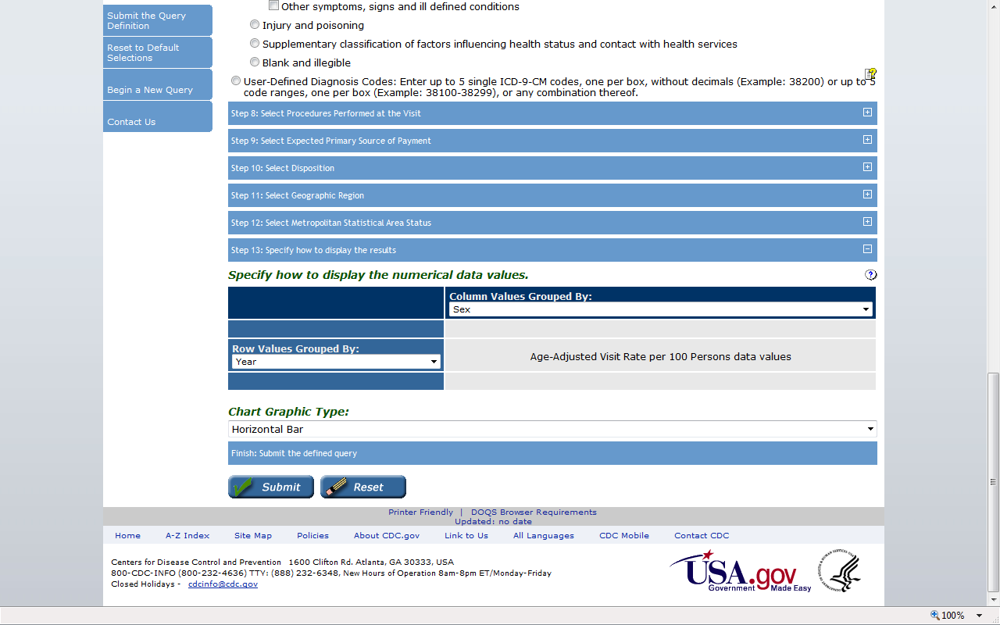 Submit the Query
Definition
Reset to Default
Selections
Begin a New Query
Contact Us
Other symptoms, signs and ill defined conditions
Injury and poisoning
Supplementary classification of factors influencing health status and contact with health services
Blank and illegible
User-Defined Diagnosis Codes: Enter up to 5 single ICD-9-CM codes, one per box, without decimals (Example: 38200) or up to 5
code ranges, one per box (Example: 38100-38299), or any combination thereof.
Step 8: Select Procedures Performed at the Visit
Step 9: Select Expected Primary Source of Payment
Step 10: Select Disposition
Step 11: Select Geographic Region
Step 12: Select Metropolitan Statistical Area Status
Step 13: Specify how to display the results
Specify how to display the numerical data values.
Column Values Grouped By:
Sex
Row Values Grouped By:
Year
Age-Adjusted Visit Rate per 100 Persons data values
Chart Graphic Type:
Horizontal Bar
Finish: Submit the defined query
Submit Reset
Printer Friendly | DOQS Browser Requirements
Updated: no date
Home A-Z Index Site Map Policies About CDC.gov Link to Us All Languages CDC Mobile Contact CDC
Centers for Disease Control and Prevention 1600 Clifton Rd. Atlanta, GA 30333, USA
800-CDC-INFO (800-232-4636) TTY: (888) 232-6348, New Hours of Operation 8am-8pm ET/Monday-Friday
Closed Holidays - cdcinfo@cdc.gov
USA.gov
Government Made Easy
100%